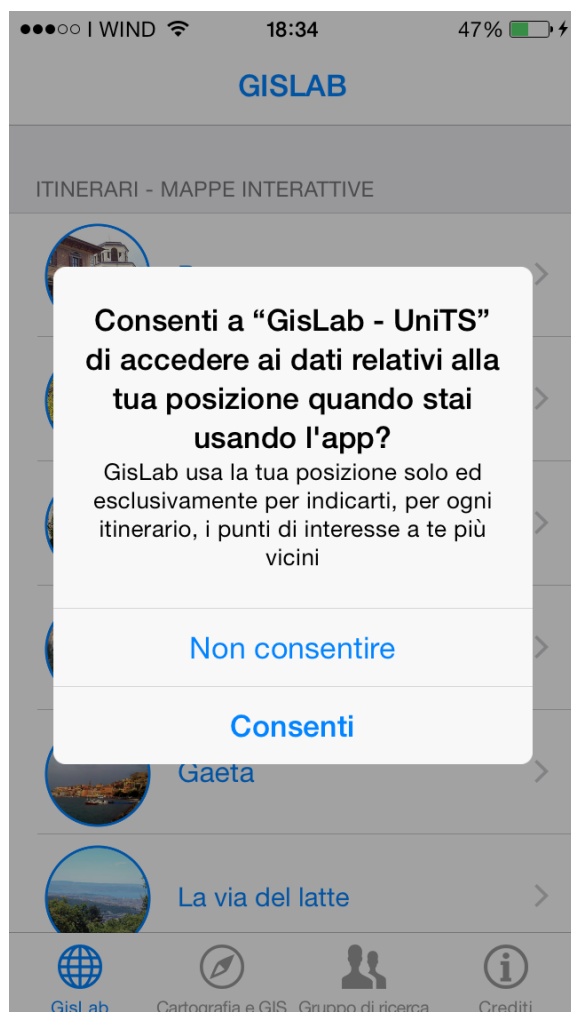 I WIND 18:34 47%
GISLAB
ITINERARI - MAPPE INTERATTIVE
Consenti a “GisLab - UniTS”
di accedere ai dati relativi alla
tua posizione quando stai
usando l'app?
GisLab usa la tua posizione solo ed
esclusivamente per indicarti, per ogni
itinerario, i punti di interesse a te più
vicini
Non consentire
Consenti
Gaeta
La via del latte
GisLab Cartografia e GIS Gruppo di ricerca Crediti